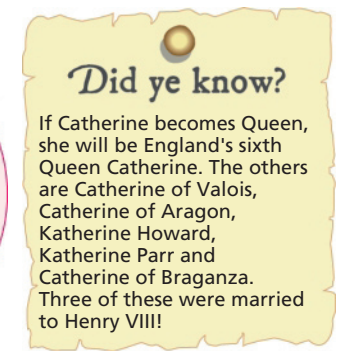 Did ye know?
If Catherine becomes Queen,
she will be England's sixth
Queen Catherine. The others
are Catherine of Valois,
Catherine of Aragon,
Katherine Howard,
Katherine Parr and
Catherine of Braganza.
Three of these were married
to Henry VIII!